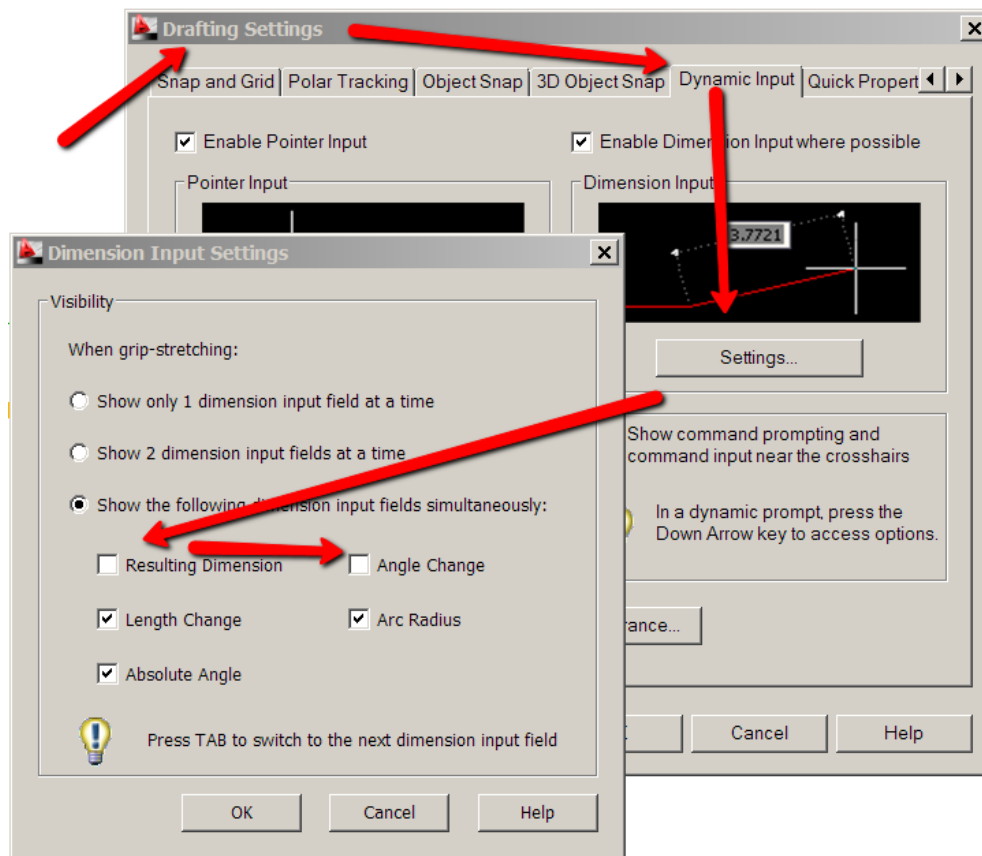 Drafting Settings
Snap and Grid
Polar Tracking
Object Snap
3D Object Snap
Dynamic Input
Quick Propert
Enable Pointer Input
Enable Dimension Input where possible
Pointer Input
Dimension Input
3.7721
Settings...
Show command prompting and
command input near the crosshairs
In a dynamic prompt, press the
Down Arrow key to access options.
rance...
Cancel
Help
Dimension Input Settings
Visibility
When grip-stretching:
Show only 1 dimension input field at a time
Show 2 dimension input fields at a time
Show the following dimension input fields simultaneously:
Resulting Dimension
Angle Change
Length Change
Arc Radius
Absolute Angle
Press TAB to switch to the next dimension input field
OK
Cancel
Help